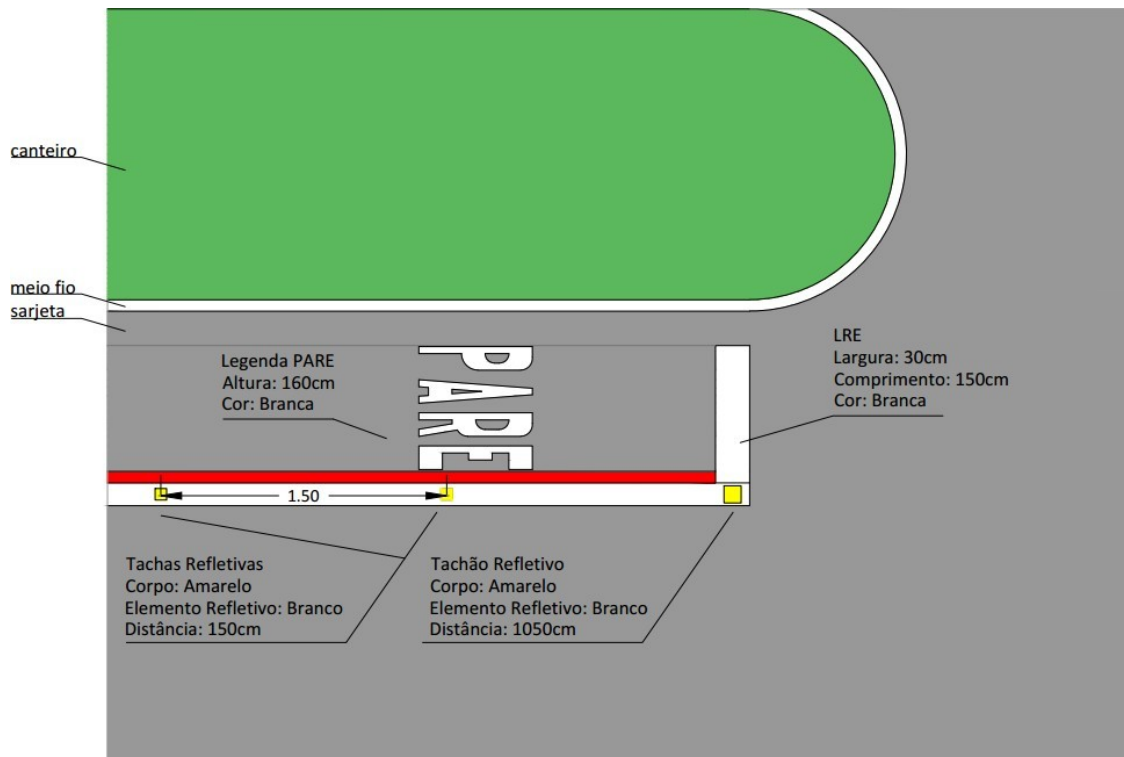 canteiro
meio fio
sarjeta
Legenda PARE
Altura: 160cm
Cor: Branca
PARE
LRE
Largura: 30cm
Comprimento: 150cm
Cor: Branca
1.50
Tachas Refletivas
Corpo: Amarelo
Elemento Refletivo: Branco
Distância: 150cm
Tachão Refletivo
Corpo: Amarelo
Elemento Refletivo: Branco
Distância: 1050cm